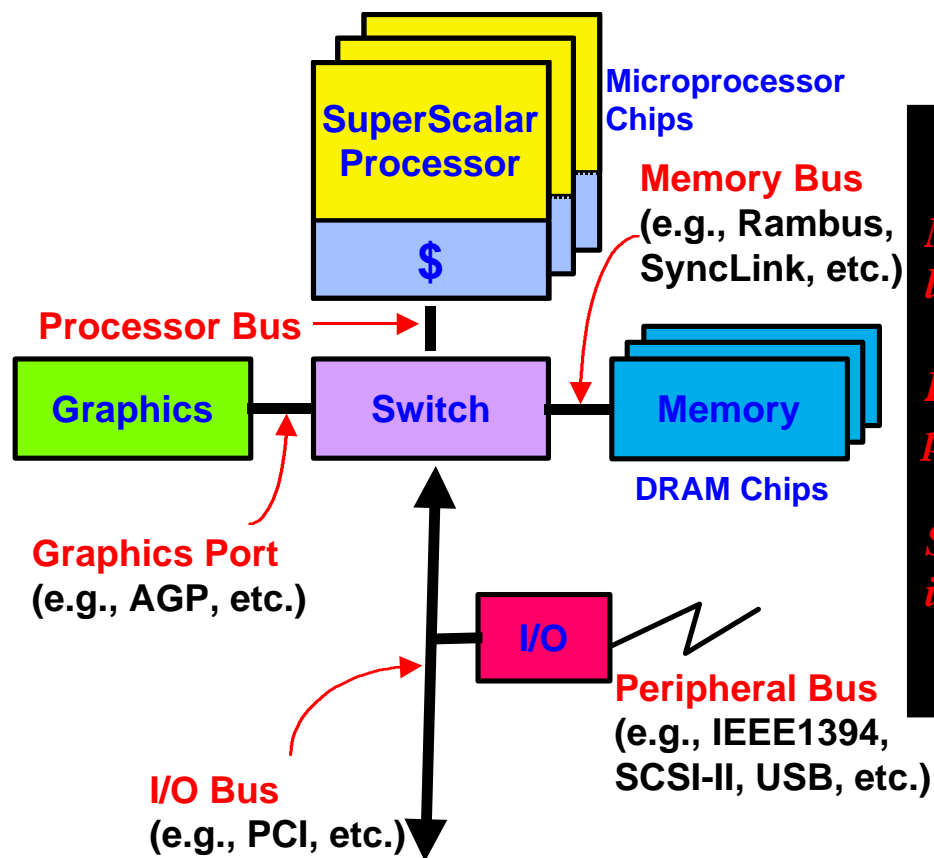 Microprocessor
Chips
SuperScalar
Processor
$
Memory Bus
(e.g., Rambus,
SyncLink, etc.)
Processor Bus
Graphics
Switch
Memory
DRAM Chips
Graphics Port
(e.g., AGP, etc.)
I/O
Peripheral Bus
(e.g., IEEE1394,
SCSI-II, USB, etc.)
I/O Bus
(e.g., PCI, etc.)